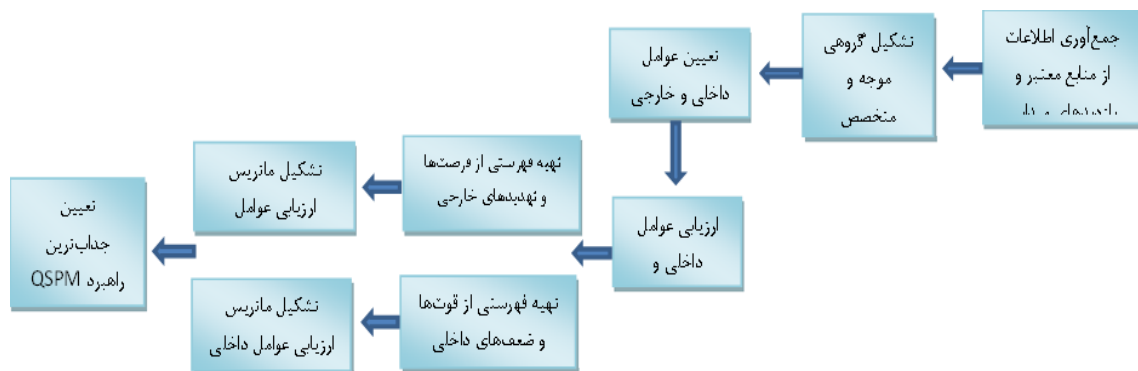 جمع‌آوری اطلاعات
از منابع معتبر و
تشکیل گروهی
موجه و
متخصص
تعیین عوامل
داخلی و خارجی
ارزیابی عوامل
داخلی و
تهیه فهرستی از فرصت‌ها
و تهدیدهای خارجی
تشکیل ماتریس
ارزیابی عوامل
تهیه فهرستی از قوت‌ها
و ضعف‌های داخلی
تشکیل ماتریس
ارزیابی عوامل داخلی
تعیین
جذاب‌ترین
راهبرد QSPM